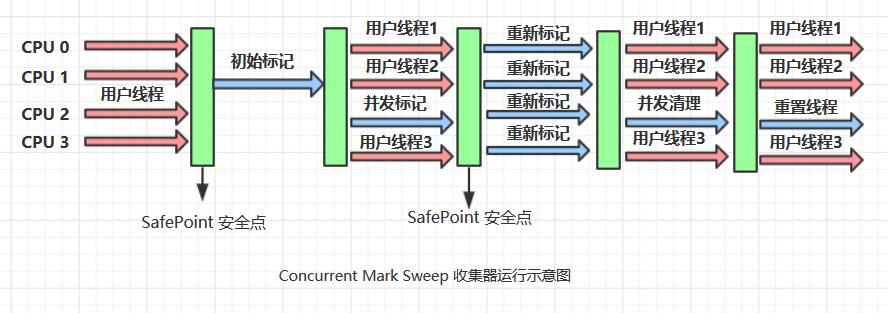 CPU 0
CPU 1
用户线程
CPU 2
CPU 3
初始标记
用户线程1
用户线程2
并发标记
用户线程3
重新标记
重新标记
重新标记
重新标记
用户线程1
用户线程2
并发清理
用户线程3
用户线程1
用户线程2
重置线程
用户线程3
SafePoint 安全点
SafePoint 安全点
Concurrent Mark Sweep 收集器运行示意图